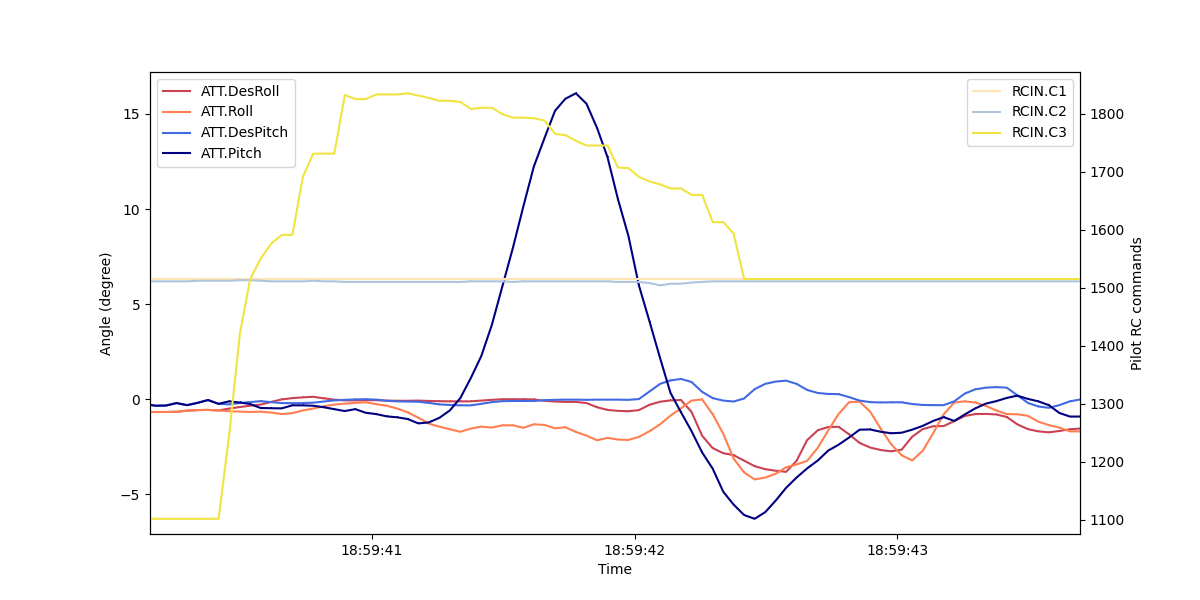 ATT.DesRoll
ATT.Roll
ATT.DesPitch
ATT.Pitch
RCIN.C1
RCIN.C2
RCIN.C3
Angle (degree)
15
10
5
0
−5
1800
1700
1600
1500
1400
1300
1200
1100
Pilot RC commands
18:59:41
18:59:42
18:59:43
Time